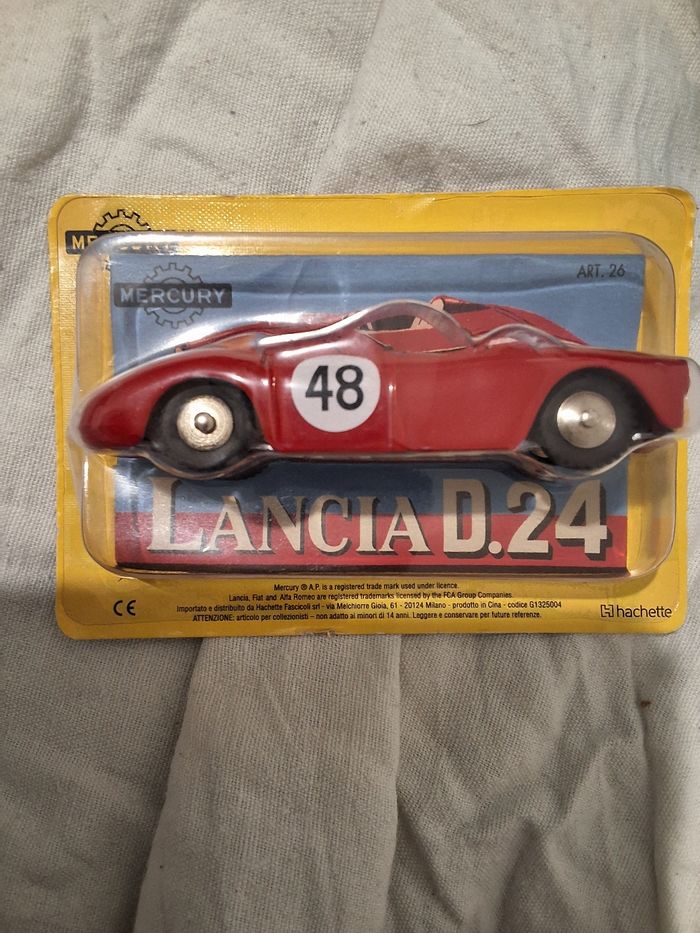 MERCURY
ART. 26
MERCURY
48
LANCIA D.24
Mercury ® A.P. is a registered trade mark used under licence.
Lancia, Fiat and Alfa Romeo are registered trademarks licensed by the FCA Group Companies.
Importato e distribuito da Hachette Fascicoli srl - via Melchiorre Gioia, 61 - 20124 Milano - prodotto in Cina - codice G1325004
ATTENZIONE: articolo per collezionisti – non adatto ai minori di 14 anni. Leggere e conservare per future referenze.
CE
H hachette